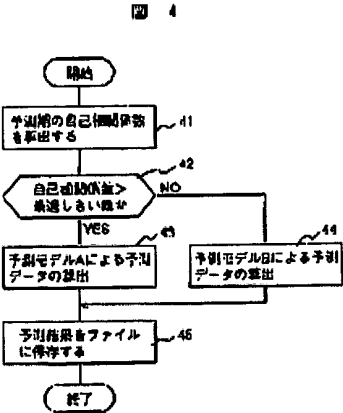 図 4
開始
予測期の自己相関係数
を算出する
41
42
自己相関係数>
最適しきい値か
NO
YES
43
予測モデルAによる予測
データの算出
44
予測モデルBによる予測
データの算出
予測結果をファイル
に保存する
45
終了